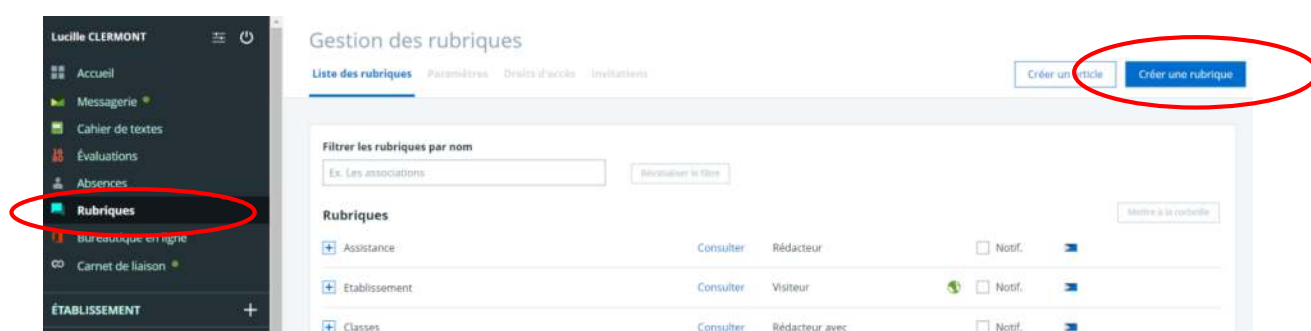 Lucille CLERMONT
Accueil
Messagerie
Cahier de textes
Évaluations
Absences
Rubriques
Bureautique en ligne
Carnet de liaison
ÉTABLISSEMENT +
Gestion des rubriques
Liste des rubriques Paramètres Droits d'accès Invitations
Créer un article Créer une rubrique
Filtrer les rubriques par nom
Ex. Les associations Réinitialiser le filtre
Rubriques Mettre à la corbeille
Assistance Consulter Rédacteur Notif.
Etablissement Consulter Visiteur Notif.
Classes Consulter Rédacteur avec Notif.